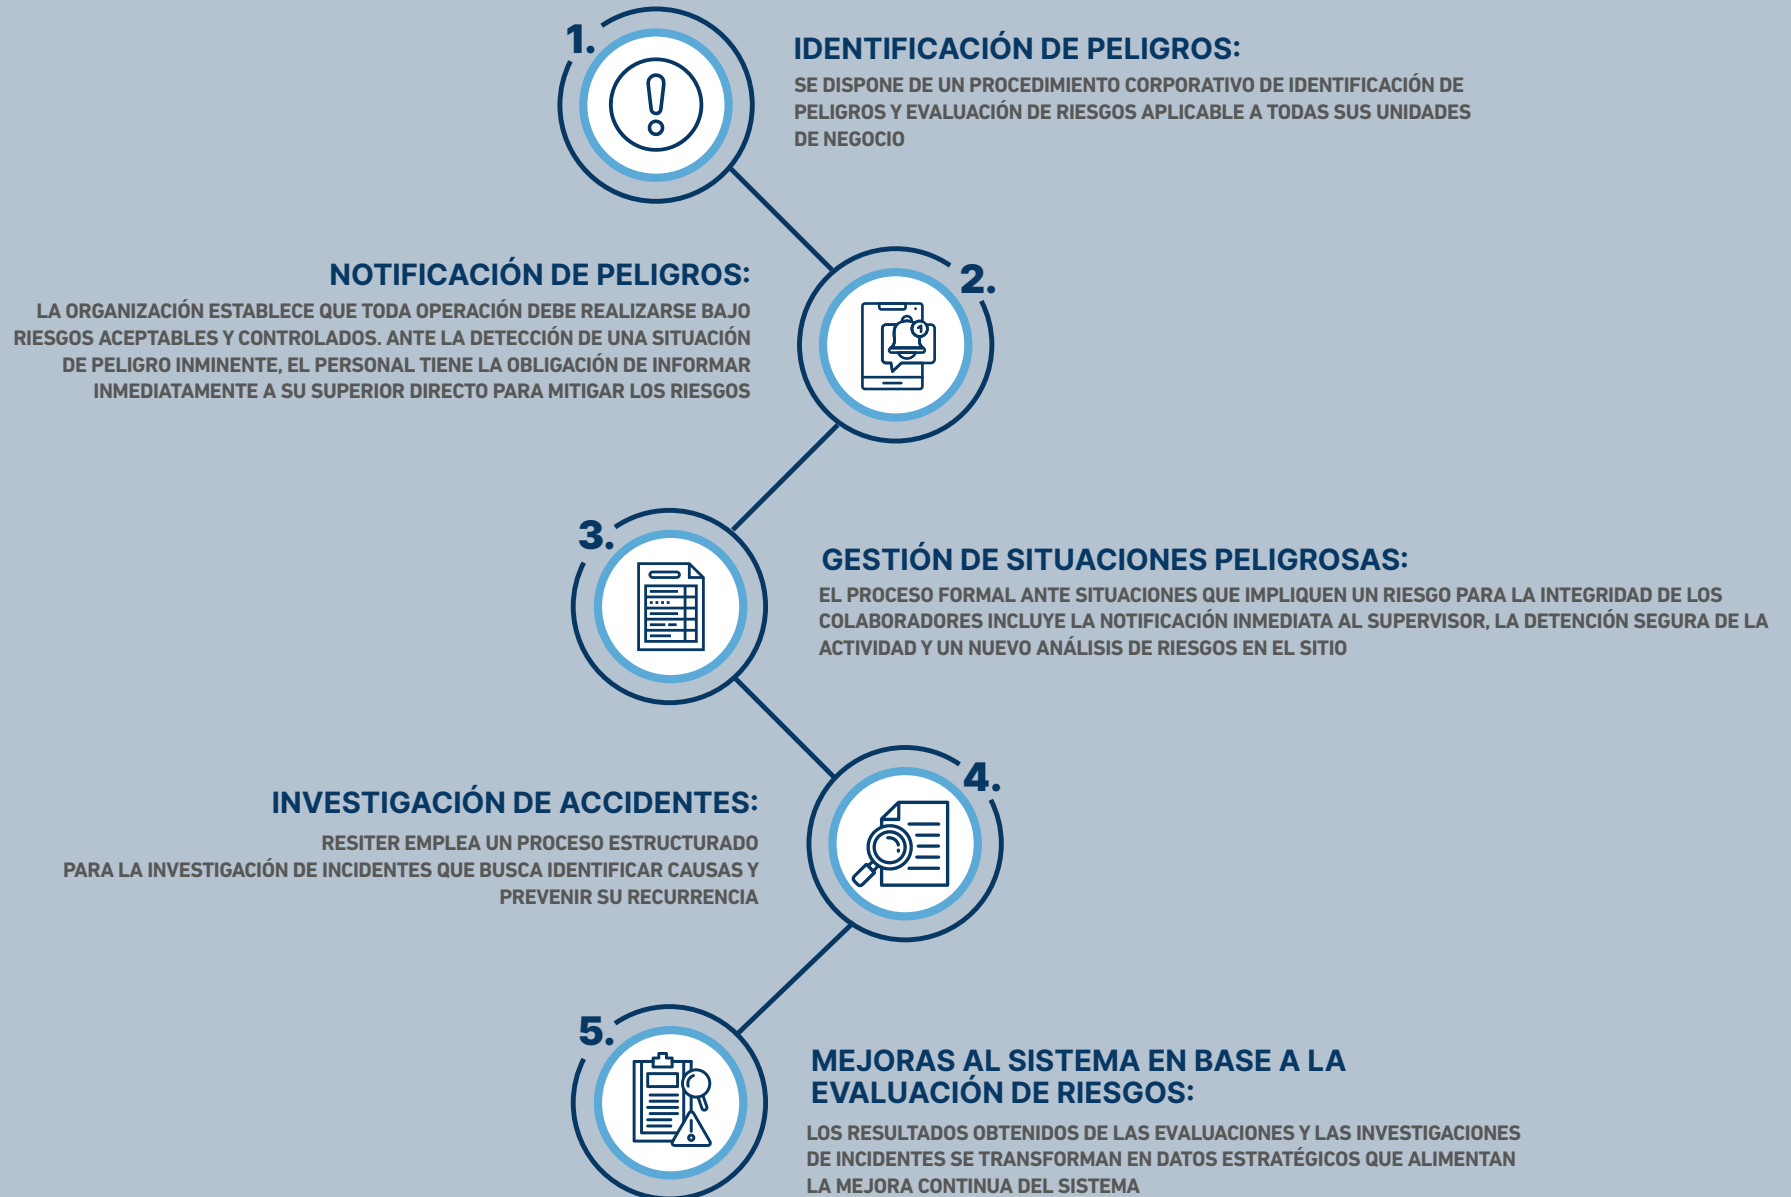 1.
IDENTIFICACIÓN DE PELIGROS:
SE DISPONE DE UN PROCEDIMIENTO CORPORATIVO DE IDENTIFICACIÓN DE
PELIGROS Y EVALUACIÓN DE RIESGOS APLICABLE A TODAS SUS UNIDADES
DE NEGOCIO
2.
1
NOTIFICACIÓN DE PELIGROS:
LA ORGANIZACIÓN ESTABLECE QUE TODA OPERACIÓN DEBE REALIZARSE BAJO
RIESGOS ACEPTABLES Y CONTROLADOS. ANTE LA DETECCIÓN DE UNA SITUACIÓN
DE PELIGRO INMINENTE, EL PERSONAL TIENE LA OBLIGACIÓN DE INFORMAR
INMEDIATAMENTE A SU SUPERIOR DIRECTO PARA MITIGAR LOS RIESGOS
3.
GESTIÓN DE SITUACIONES PELIGROSAS:
EL PROCESO FORMAL ANTE SITUACIONES QUE IMPLIQUEN UN RIESGO PARA LA INTEGRIDAD DE LOS
COLABORADORES INCLUYE LA NOTIFICACIÓN INMEDIATA AL SUPERVISOR, LA DETENCIÓN SEGURA DE LA
ACTIVIDAD Y UN NUEVO ANÁLISIS DE RIESGOS EN EL SITIO
4.
INVESTIGACIÓN DE ACCIDENTES:
RESITER EMPLEA UN PROCESO ESTRUCTURADO
PARA LA INVESTIGACIÓN DE INCIDENTES QUE BUSCA IDENTIFICAR CAUSAS Y
PREVENIR SU RECURRENCIA
5.
MEJORAS AL SISTEMA EN BASE A LA
EVALUACIÓN DE RIESGOS:
LOS RESULTADOS OBTENIDOS DE LAS EVALUACIONES Y LAS INVESTIGACIONES
DE INCIDENTES SE TRANSFORMAN EN DATOS ESTRATÉGICOS QUE ALIMENTAN
LA MEJORA CONTINUA DEL SISTEMA